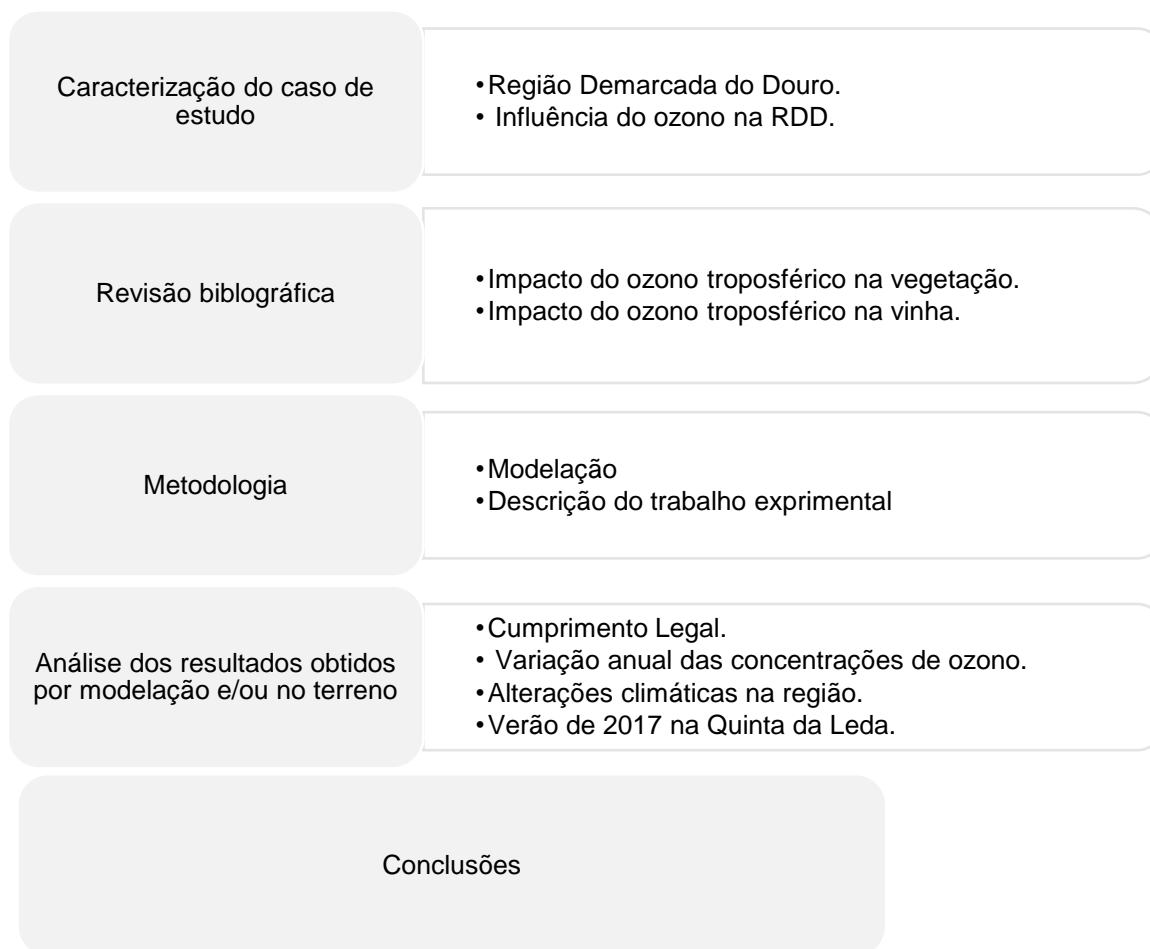 Caracterização do caso de
estudo
•Região Demarcada do Douro.
• Influência do ozono na RDD.
Revisão biblográfica
•Impacto do ozono troposférico na vegetação.
•Impacto do ozono troposférico na vinha.
Metodologia
•Modelação
•Descrição do trabalho exprimental
Análise dos resultados obtidos
por modelação e/ou no terreno
•Cumprimento Legal.
• Variação anual das concentrações de ozono.
•Alterações climáticas na região.
•Verão de 2017 na Quinta da Leda.
Conclusões